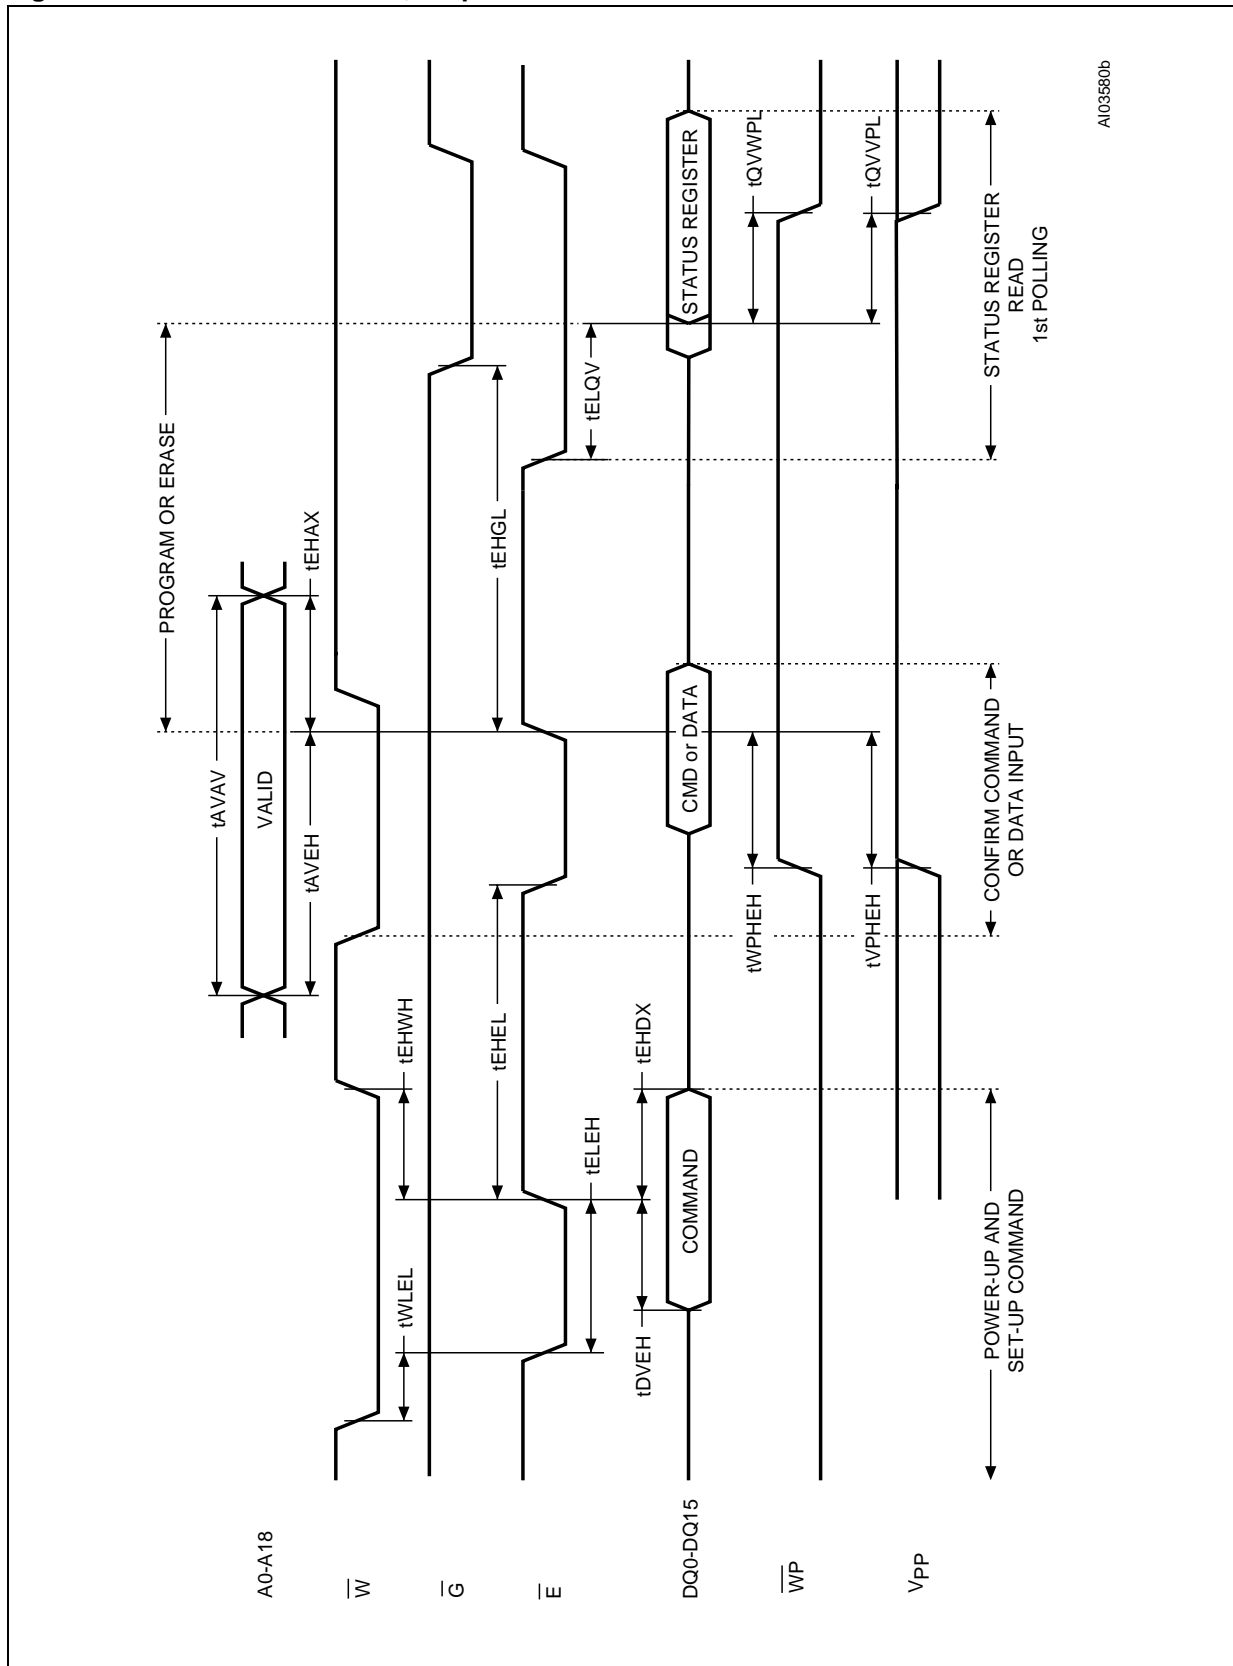 A0-A18
VALID
tAVAV
tAVEH
tEHAX
PROGRAM OR ERASE
W
tWLEL
tEHWH
G
tEHEL
tEHGL
E
tELEH
tELQV
tDVEH
tEHDX
DQ0-DQ15
COMMAND
CMD or DATA
STATUS REGISTER
WP
tWPHEH
tQVWPL
VPP
tVPHEH
tQVVPL
POWER-UP AND
SET-UP COMMAND
CONFIRM COMMAND
OR DATA INPUT
STATUS REGISTER
READ
1st POLLING
AI03580b